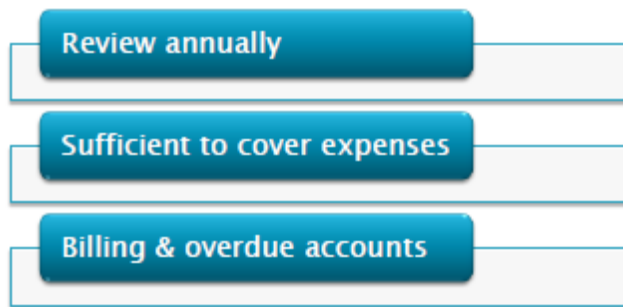 Review annually
Sufficient to cover expenses
Billing & overdue accounts